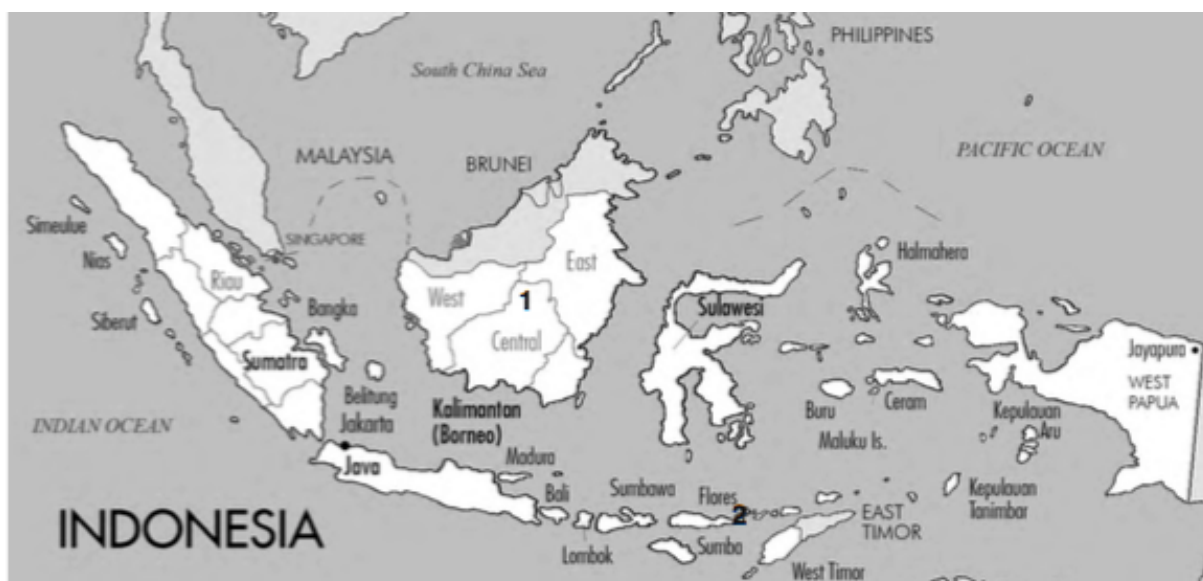 PHILIPPINES
South China Sea
PACIFIC OCEAN
MALAYSIA
BRUNEI
Simeulue
SINGAPORE
Halmahera
Nias
East
Riau
West
1
Bangka
Sulawesi
Siberut
Central
Jayapura
Sumatra
WEST
PAPUA
Belitung
Buru
Ceram
INDIAN OCEAN
Jakarta
Kalimantan
(Borneo)
Kepulauan
Aru
Maluku Is.
Java
Madura
Bali
Sumbawa
Flores
2
Kepulauan
Tanimbar
EAST
TIMOR
INDONESIA
Lombok
Sumba
West Timor